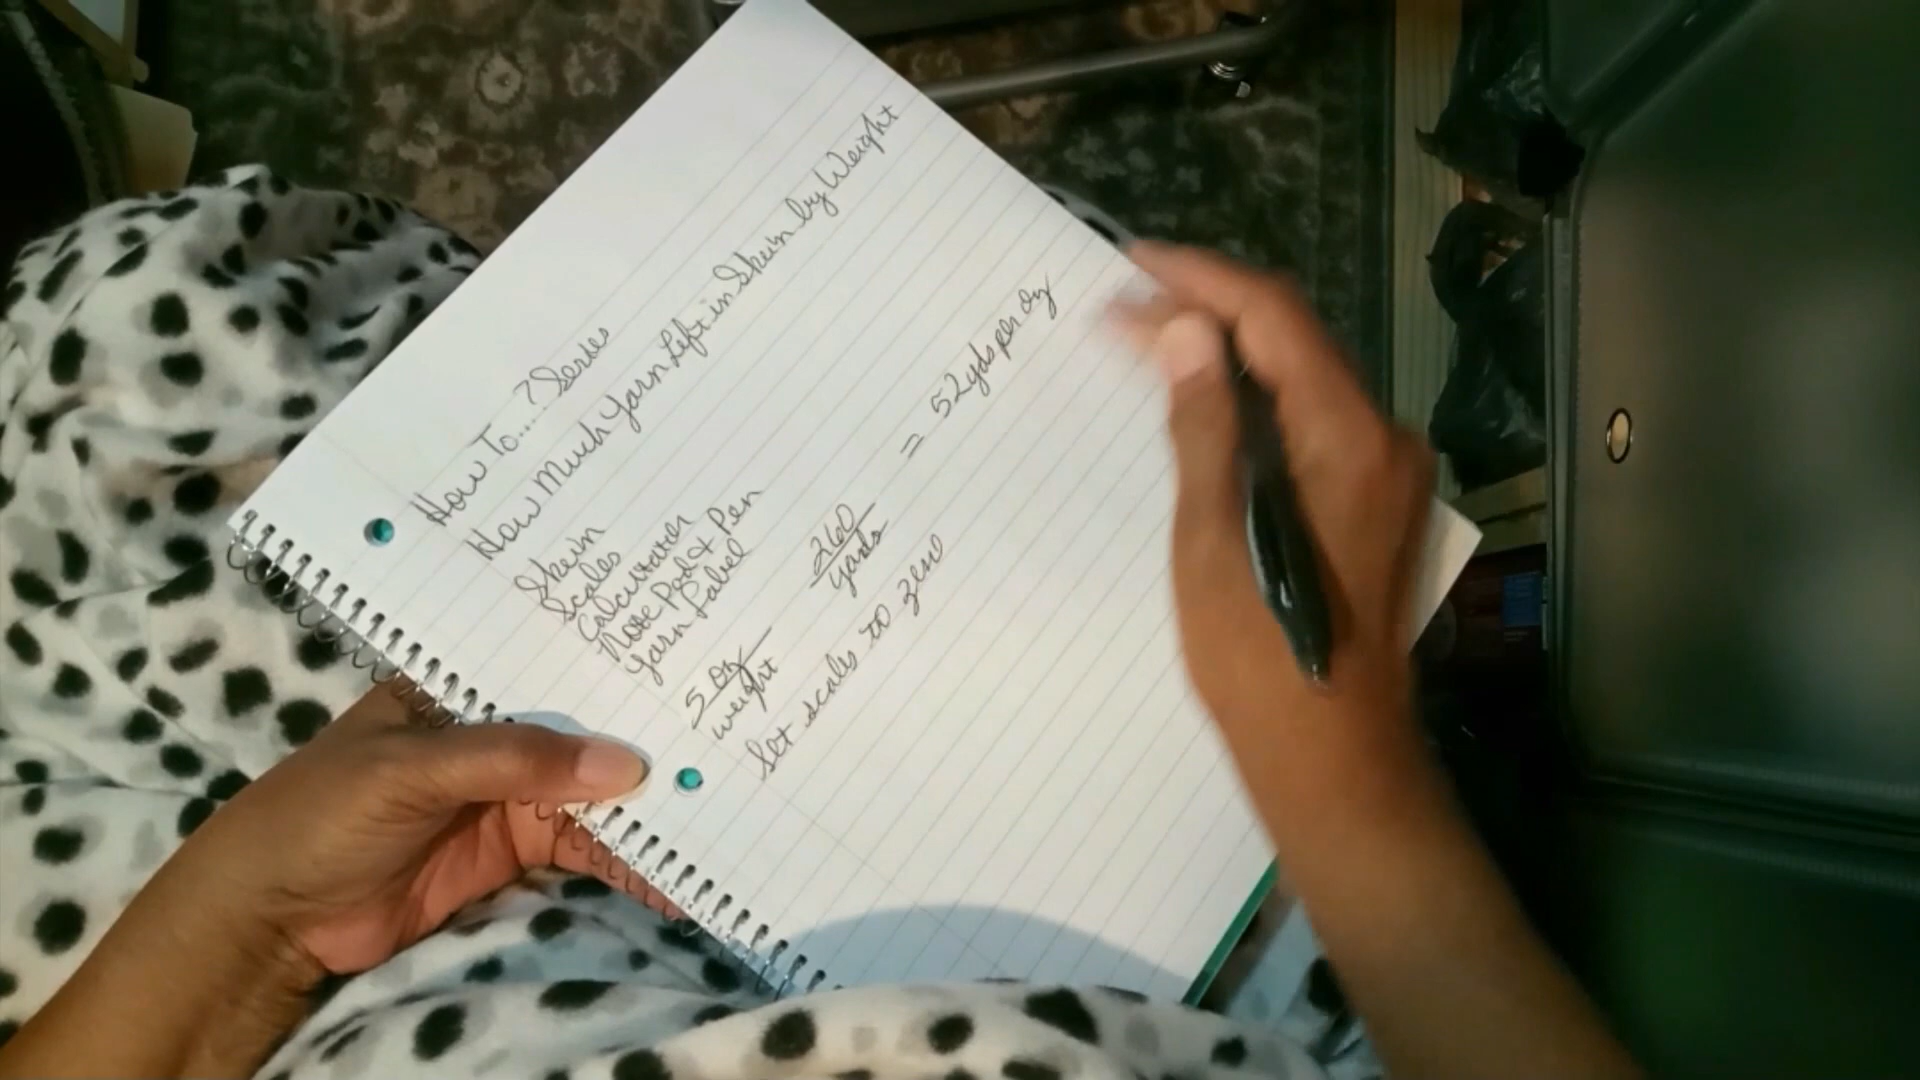 How To....? Series
How Much Yarn Left in Skein by Weight
Skein
Scales
Calculator
Note Pad & Pen
Yarn Label
5 oz 260 = 52 yds per oz
weight yards
Set scales to zero